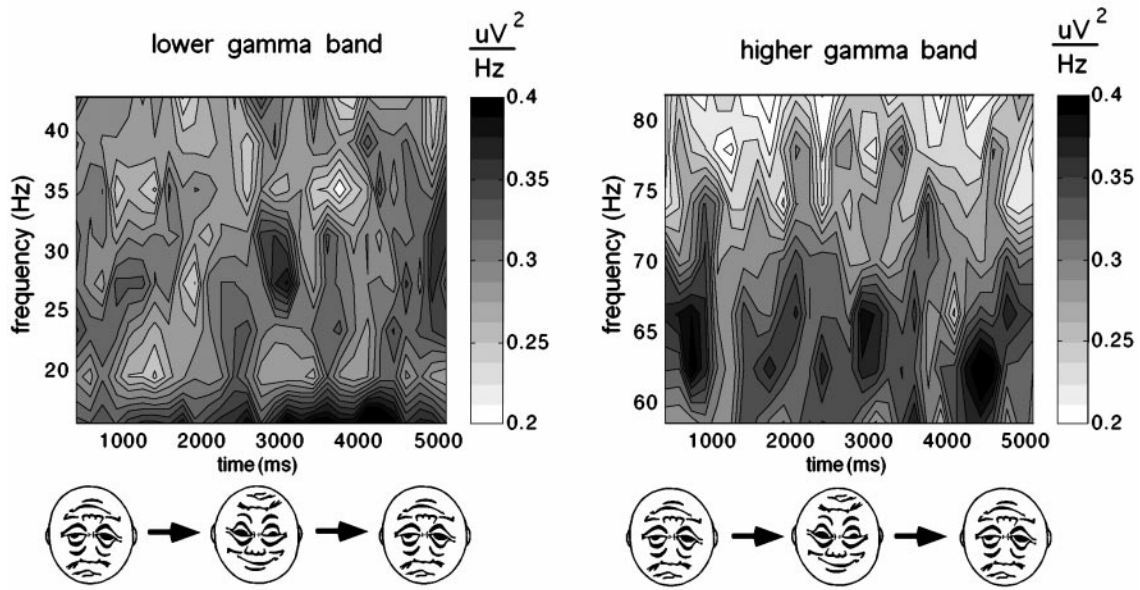 lower gamma band
uV²
Hz
0.4
0.35
0.3
0.25
0.2
40
35
30
25
20
frequency (Hz)
1000 2000 3000 4000 5000
time (ms)
higher gamma band
uV²
Hz
0.4
0.35
0.3
0.25
0.2
80
75
70
65
60
frequency (Hz)
1000 2000 3000 4000 5000
time (ms)